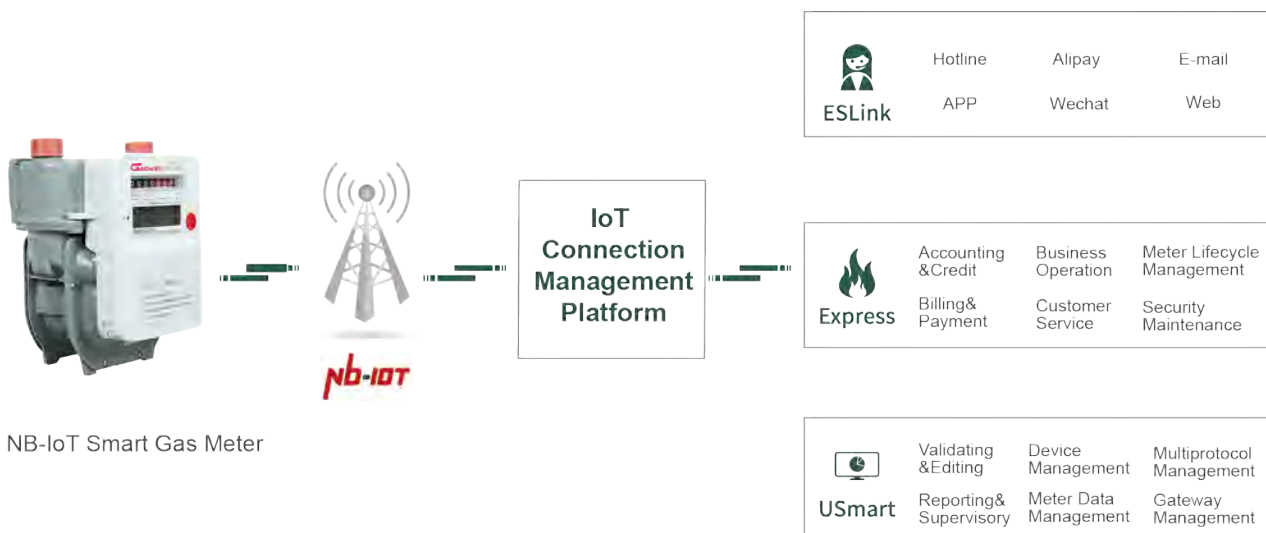 Hotline Alipay E-mail
APP Wechat Web
ESLink
IoT
Connection
Management
Platform
Accounting
&Credit
Business
Operation
Meter Lifecycle
Management
Billing&
Payment
Customer
Service
Security
Maintenance
Express
Nb-IOT
NB-IoT Smart Gas Meter
Validating
&Editing
Device
Management
Multiprotocol
Management
Reporting&
Supervisory
Meter Data
Management
Gateway
Management
USmart